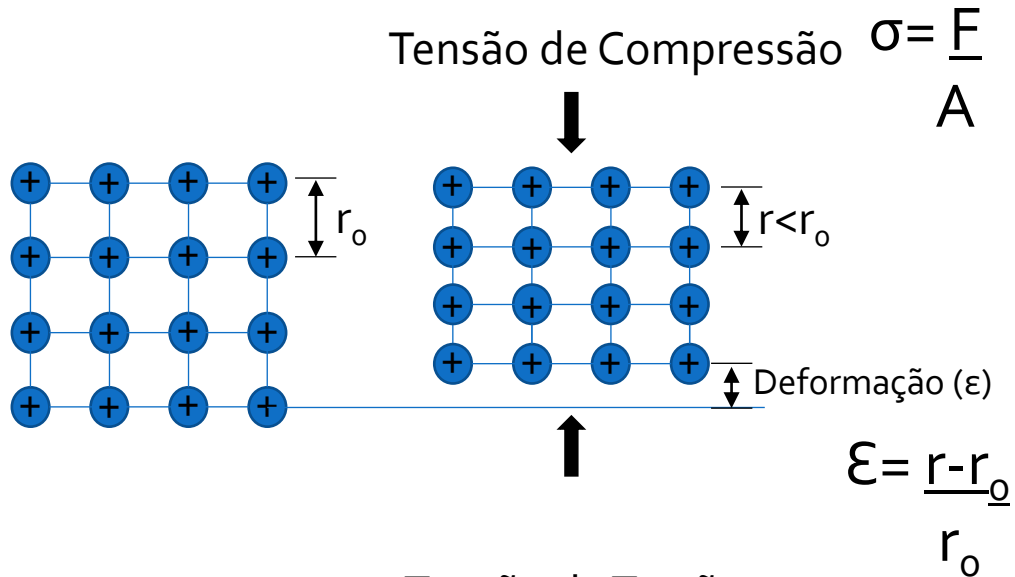 Tensão de Compressão
σ= F
A
+ + + +
+ + + +
+ + + +
+ + + +
r₀
+ + + +
+ + + +
+ + + +
+ + + +
r<r₀
Deformação (ε)
Ɛ= r-r₀
r₀